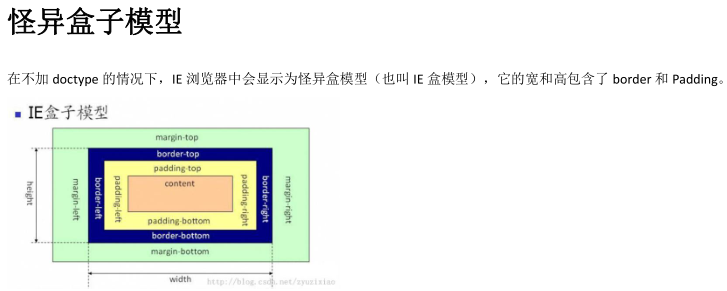 怪异盒子模型
在不加 doctype 的情况下，IE 浏览器中会显示为怪异盒模型（也叫 IE 盒模型），它的宽和高包含了 border 和 Padding。
IE盒子模型
margin-top
border-top
padding-top
content
height
margin-left
border-left
padding-left
padding-right
border-right
margin-right
padding-bottom
border-bottom
margin-bottom
width